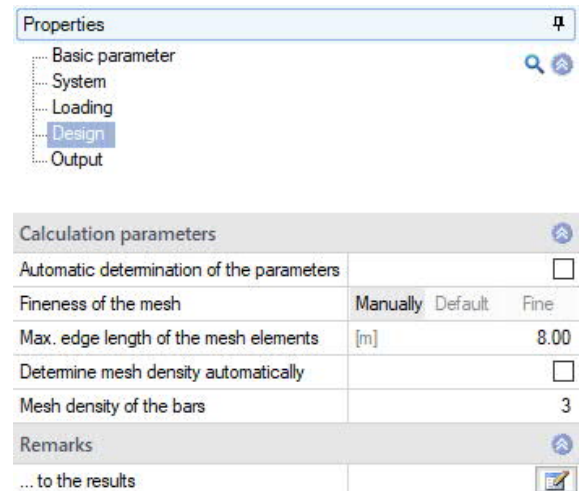 Properties
Basic parameter
System
Loading
Design
Output
Calculation parameters
Automatic determination of the parameters
Fineness of the mesh Manually Default Fine
Max. edge length of the mesh elements [m] 8.00
Detemine mesh density automatically
Mesh density of the bars 3
Remarks
... to the results